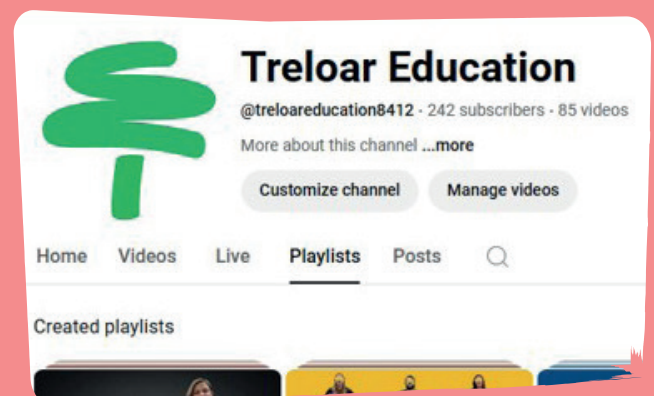 Treloar Education
@treloareducation8412 · 242 subscribers · 85 videos
More about this channel ...more
Customize channel Manage videos
Home Videos Live Playlists Posts
Created playlists